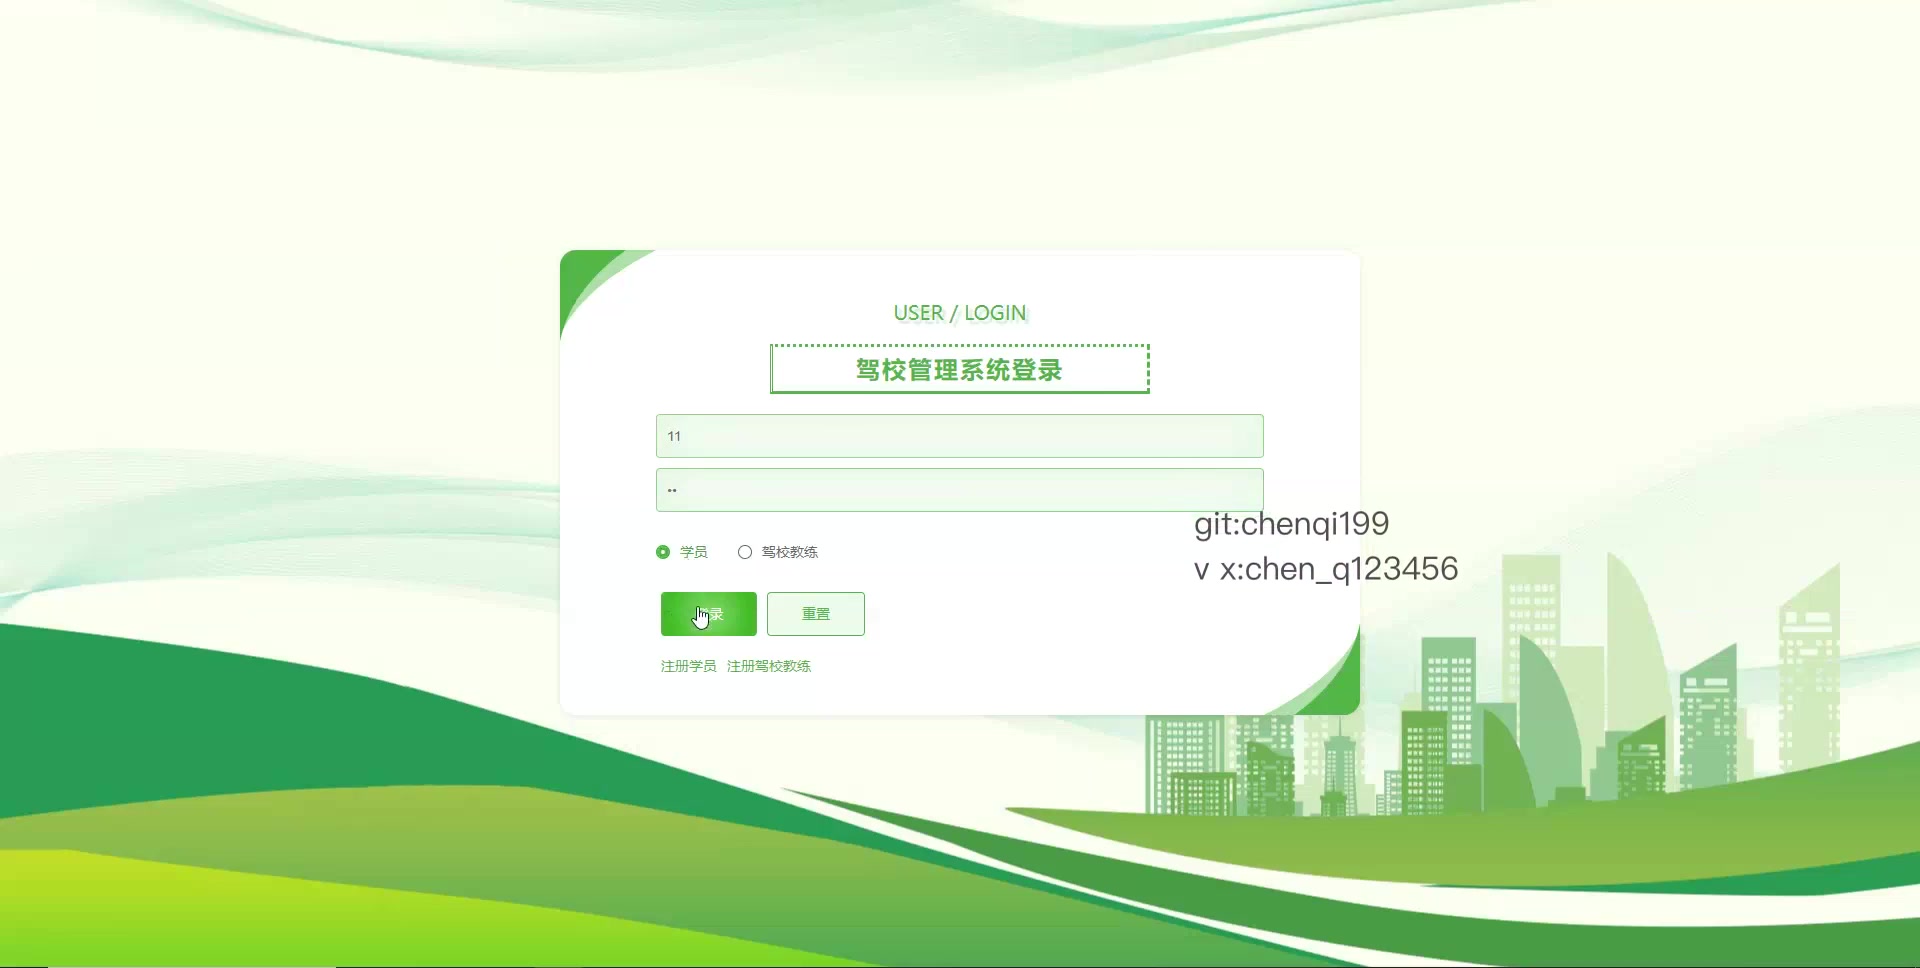 USER / LOGIN
驾校管理系统登录
11
••
git:chenqi199
v x:chen_q123456
学员 驾校教练
录 重置
注册学员 注册驾校教练